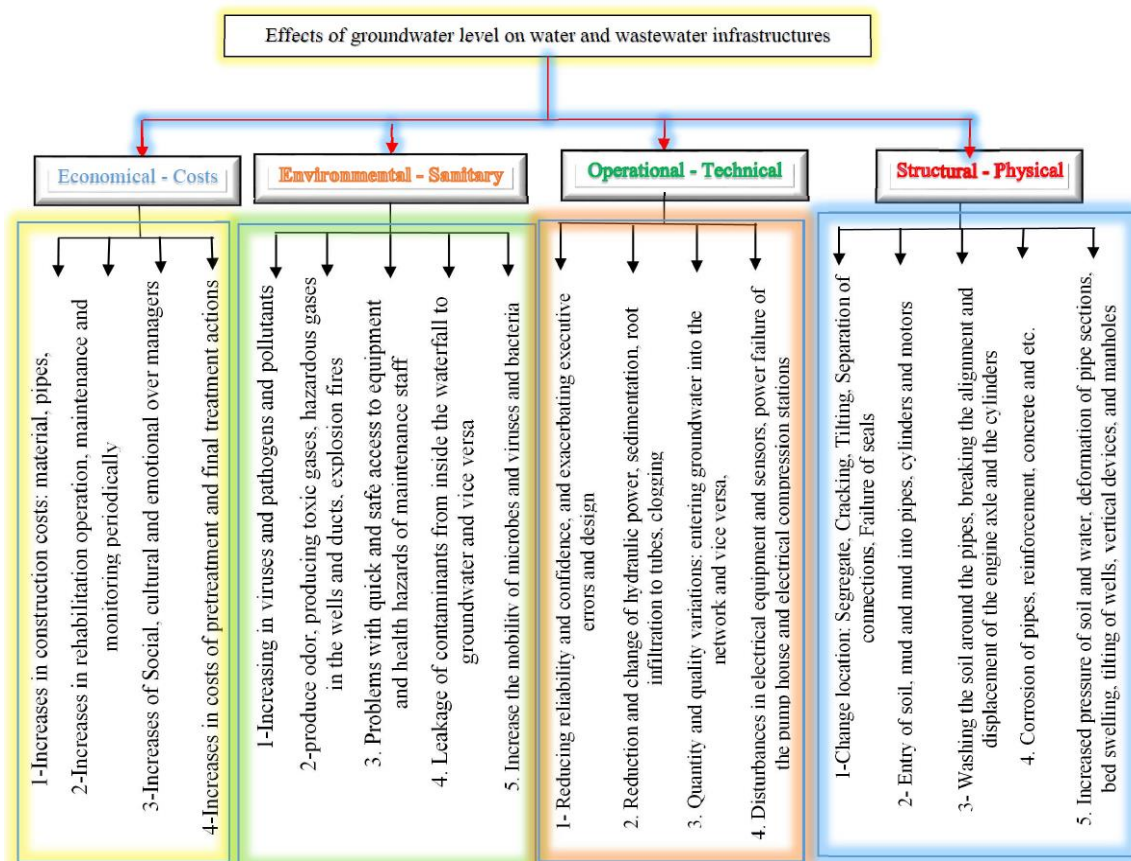 Effects of groundwater level on water and wastewater infrastructures
Economical - Costs
1-Increases in construction costs: material, pipes,
2-Increases in rehabilitation operation, maintenance and
monitoring periodically
3-Increases of Social, cultural and emotional over managers
4-Increases in costs of pretreatment and final treatment actions
Environmental - Sanitary
1-Increasing in viruses and pathogens and pollutants
2-produce odor, producing toxic gases, hazardous gases
in the wells and ducts, explosion fires
3. Problems with quick and safe access to equipment
and health hazards of maintenance staff
4. Leakage of contaminants from inside the waterfall to
groundwater and vice versa
5. Increase the mobility of microbes and viruses and bacteria
Operational - Technical
1- Reducing reliability and confidence, and exacerbating executive
errors and design
2. Reduction and change of hydraulic power, sedimentation, root
infiltration to tubes, clogging
3. Quantity and quality variations: entering groundwater into the
network and vice versa,
4. Disturbances in electrical equipment and sensors, power failure of
the pump house and electrical compression stations
Structural - Physical
1-Change location: Segregate, Cracking, Tilting, Separation of
connections, Failure of seals
2- Entry of soil, mud and mud into pipes, cylinders and motors
3- Washing the soil around the pipes, breaking the alignment and
displacement of the engine axle and the cylinders
4. Corrosion of pipes, reinforcement, concrete and etc.
5. Increased pressure of soil and water, deformation of pipe sections,
bed swelling, tilting of wells, vertical devices, and manholes